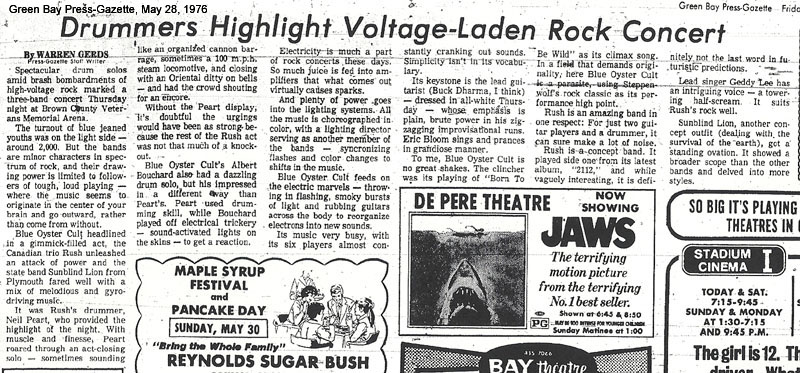 Green Bay Press-Gazette, May 28, 1976
Green Bay Press-Gazette Friday
Drummers Highlight Voltage-Laden Rock Concert
By WARREN GERDS
Press-Gazette Staff Writer
Spectacular drum solos
amid brash bombardments of
high-voltage rock marked a
three-band concert Thursday
night at Brown County Veter-
ans Memorial Arena.
The turnout of blue jeaned
youths was on the light side —
around 2,000. But the bands
are minor characters in spec-
trum of rock, and their draw-
ing power is limited to follow-
ers of tough, loud playing —
where the music seems to
originate in the center of your
brain and go outward, rather
than come from without.
Blue Oyster Cult headlined
in a gimmick-filled act, the
Canadian trio Rush unleashed
an attack of power and the
state band Sunblind Lion from
Plymouth fared well with a
mix of melodious and gyro-
driving music.
It was Rush's drummer,
Neil Peart, who provided the
highlight of the night. With
muscle and finesse, Peart
roared through an act-closing
solo — sometimes sounding
like an organized cannon bar-
rage, sometimes a 100 m.p.h.
steam locomotive, and closing
with an Oriental ditty on bells
— and had the crowd shouting
for an encore.
Without the Peart display,
it's doubtful the urgings
would have been as strong be-
cause the rest of the Rush act
was not that much of a knock-
out.
Blue Oyster Cult's Albert
Bouchard also had a dazzling
drum solo, but his impressed
in a different way than
Peart's. Peart used drum-
ming skill, while Bouchard
played off electrical trickery
— sound-activated lights on
the skins — to get a reaction.
Electricity is much a part
of rock concerts these days.
So much juice is fed into am-
plifiers that what comes out
virtually causes sparks.
And plenty of power goes
into the lighting systems. All
the music is choreographed in
color, with a lighting director
serving as another member of
the bands — syncronizing
flashes and color changes to
shifts in the music.
Blue Oyster Cult feeds on
the electric marvels — throw-
ing in flashing, smoky bursts
of light and rubbing guitars
across the body to reorganize
electrons into new sounds.
Its music very busy, with
its six players almost con-
stantly cranking out sounds.
Simplicity isn't in its vocabu-
lary.
Its keystone is the lead gui-
tarist (Buck Dharma, I think)
— dressed in all-white Thurs-
day — whose emphasis is
plain, brute power in his zig-
zagging improvisational runs.
Eric Bloom sings and prances
in grandiose manner.
To me, Blue Oyster Cult is
no great shakes. The clincher
was its playing of "Born To
Be Wild" as its climax song.
In a field that demands origi-
nality, here Blue Oyster Cult
is a parasite, using Steppen-
wolf's rock classic as its per-
formance high point.
Rush is an amazing band in
one respect: For just two gui-
tar players and a drummer, it
can sure make a lot of noise.
Rush is a concept band. It
played side one from its latest
album, "2112," and while
vaguely interesting, it is defi-
nitely not the last word in fu-
turistic predictions.
Lead singer Geddy Lee has
an intriguing voice — a tower-
ing half-scream. It suits
Rush's rock well.
Sunblind Lion, another con-
cept outfit (dealing with the
survival of the earth), got a
standing ovation. It showed a
broader scope than the other
bands and delved into more
styles.
MAPLE SYRUP
FESTIVAL
and
PANCAKE DAY
SUNDAY, MAY 30
"Bring the Whole Family"
REYNOLDS SUGAR BUSH
DE PERE THEATRE
NOW
SHOWING
JAWS
The terrifying
motion picture
from the terrifying
No. 1 best seller.
PG MAY BE TOO INTENSE FOR YOUNGER CHILDREN
Shown at 6:45 & 8:50
Sunday Matinee at 1:00
BAY theatre
SO BIG IT'S PLAYING
THEATRES IN
STADIUM
CINEMA I
TODAY & SAT.
7:15-9:45
SUNDAY & MONDAY
AT 1:30-7:15
AND 9:45 P.M.
The girl is 12. Th
driver. What